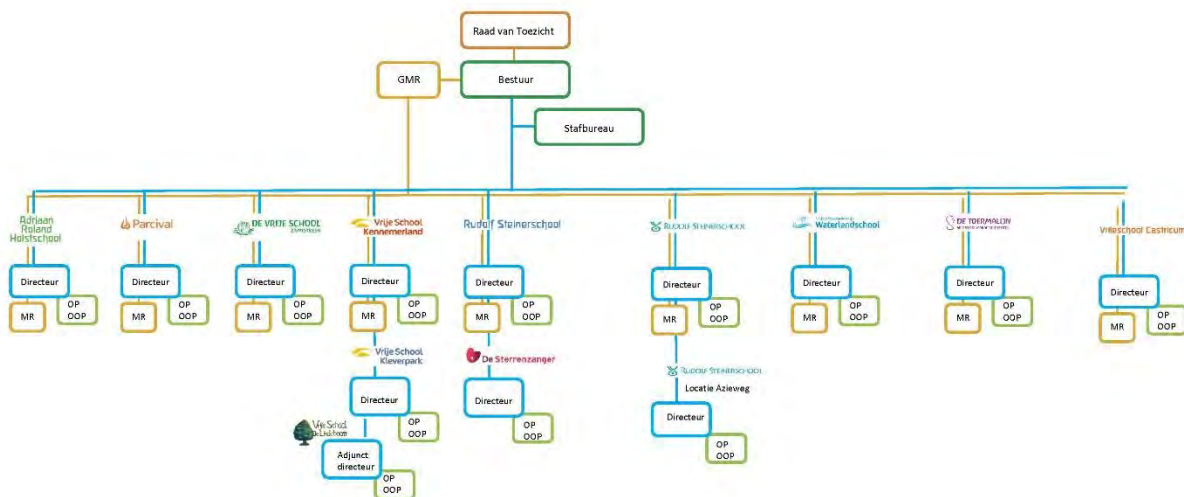 Raad van Toezicht
GMR
Bestuur
Stafbureau
Adriaan
Roland
Holstschool
Parcival
DE VRIJE SCHOOL
Vrije School
Kennemerland
Rudolf Steinerschool
RUDOLF STEINERSCHOOL
Waterlandschool
DE TOERMALIJN
Vrijeschool Castricum
Directeur
MR
OP
OOP
Directeur
MR
OP
OOP
Directeur
MR
OP
OOP
Directeur
MR
OP
OOP
Directeur
MR
OP
OOP
Directeur
MR
OP
OOP
Directeur
MR
OP
OOP
Directeur
MR
OP
OOP
Directeur
MR
OP
OOP
Vrije School
Kleverpark
Directeur
OP
OOP
De Sterrenzanger
Directeur
OP
OOP
RUDOLF STEINERSCHOOL
Locatie Azieweg
Directeur
OP
OOP
Vrije School
De Lindeboom
Adjunct
directeur
OP
OOP